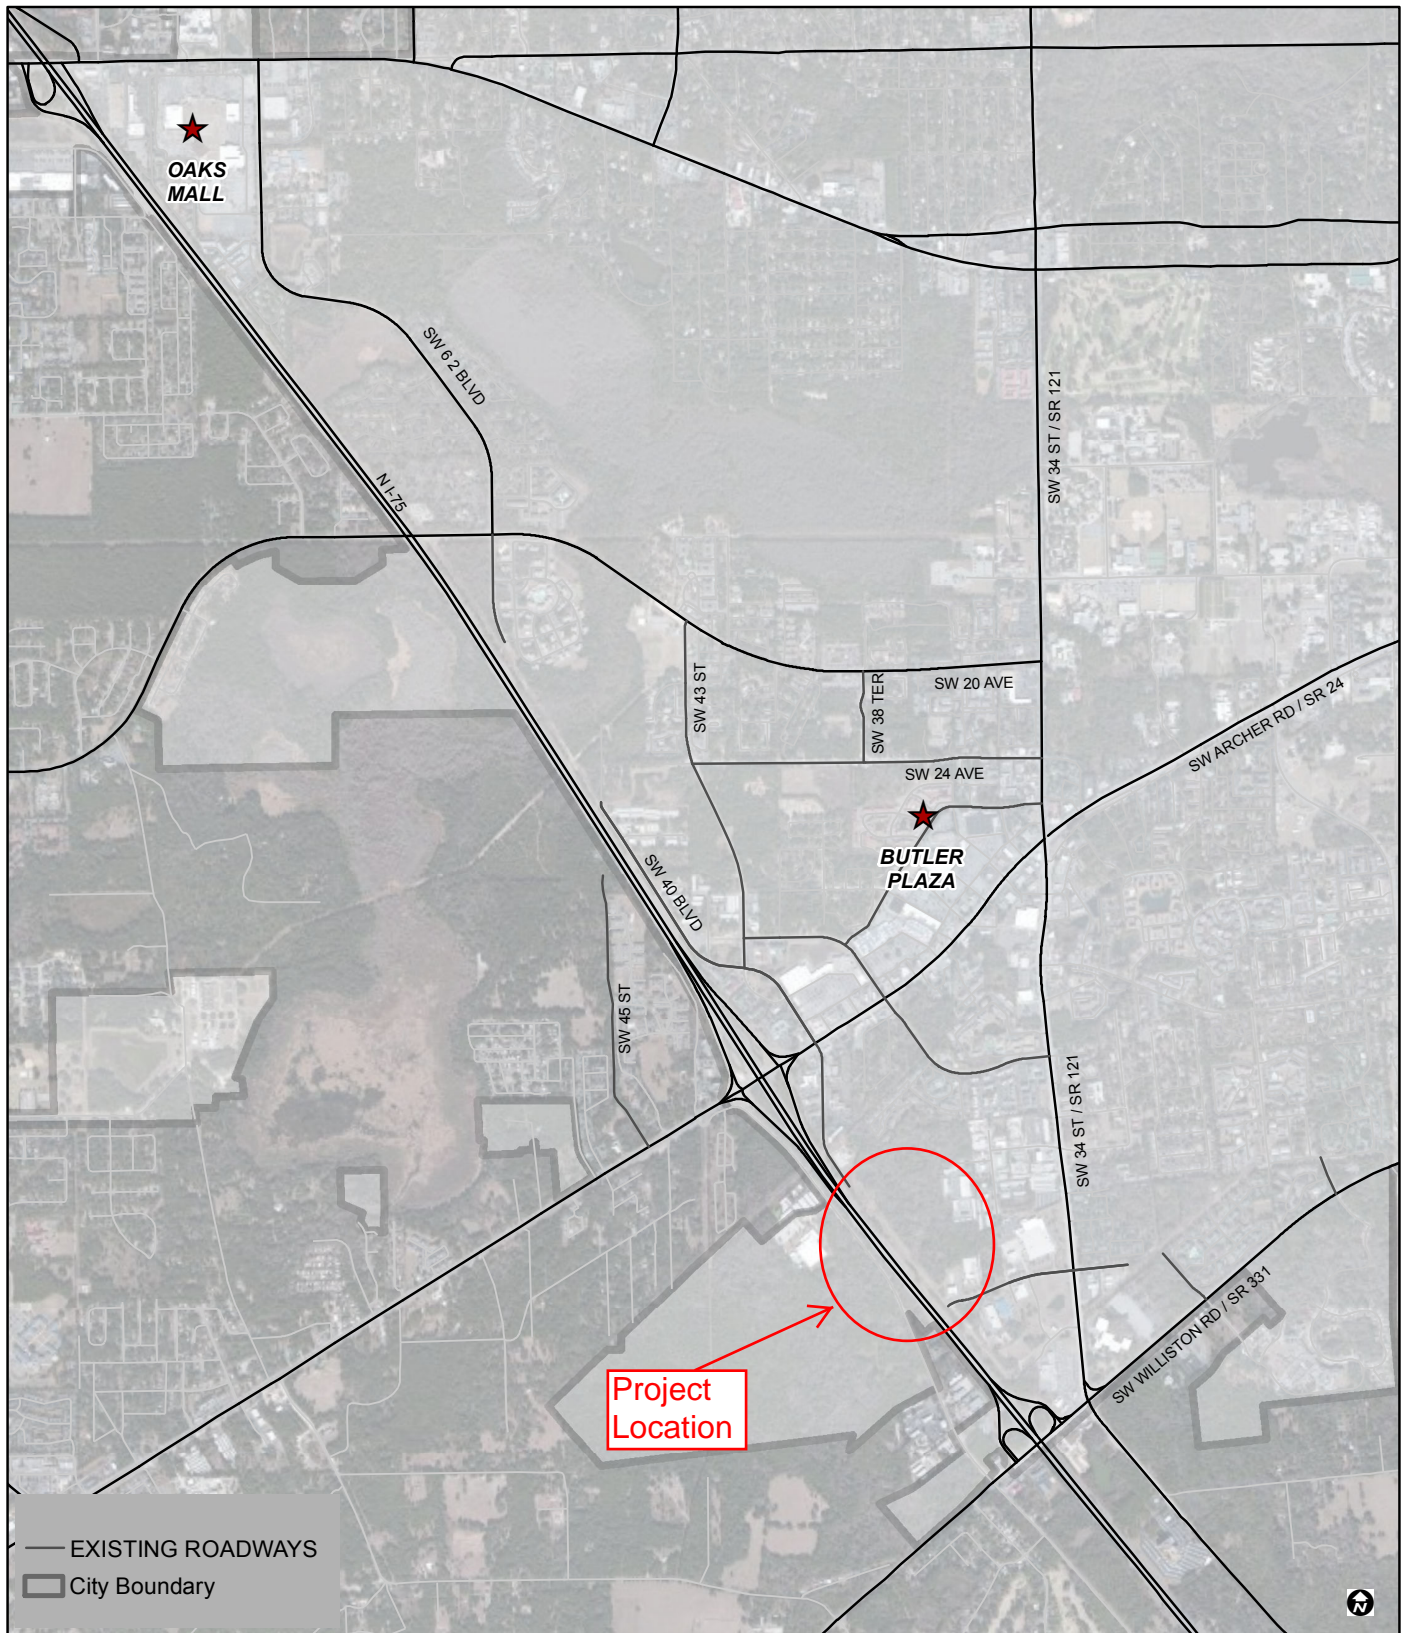 OAKS
MALL
SW 62 BLVD
N I-75
SW 34 ST / SR 121
SW 43 ST
SW 38 TER
SW 20 AVE
SW ARCHER RD / SR 24
SW 24 AVE
BUTLER
PLAZA
SW 40 BLVD
SW 45 ST
SW 34 ST / SR 121
SW WILLISTON RD / SR 331
Project
Location
EXISTING ROADWAYS
City Boundary
N